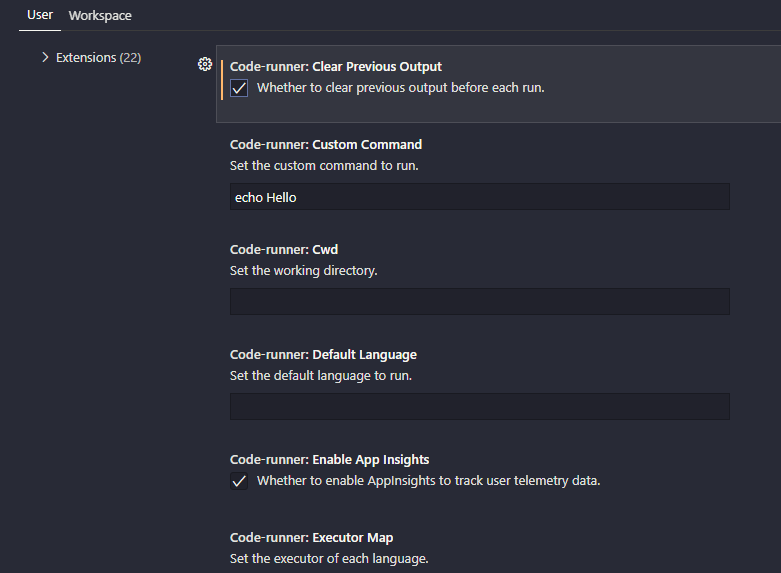 User Workspace
Extensions (22)
Code-runner: Clear Previous Output
Whether to clear previous output before each run.
Code-runner: Custom Command
Set the custom command to run.
echo Hello
Code-runner: Cwd
Set the working directory.
Code-runner: Default Language
Set the default language to run.
Code-runner: Enable App Insights
Whether to enable AppInsights to track user telemetry data.
Code-runner: Executor Map
Set the executor of each language.